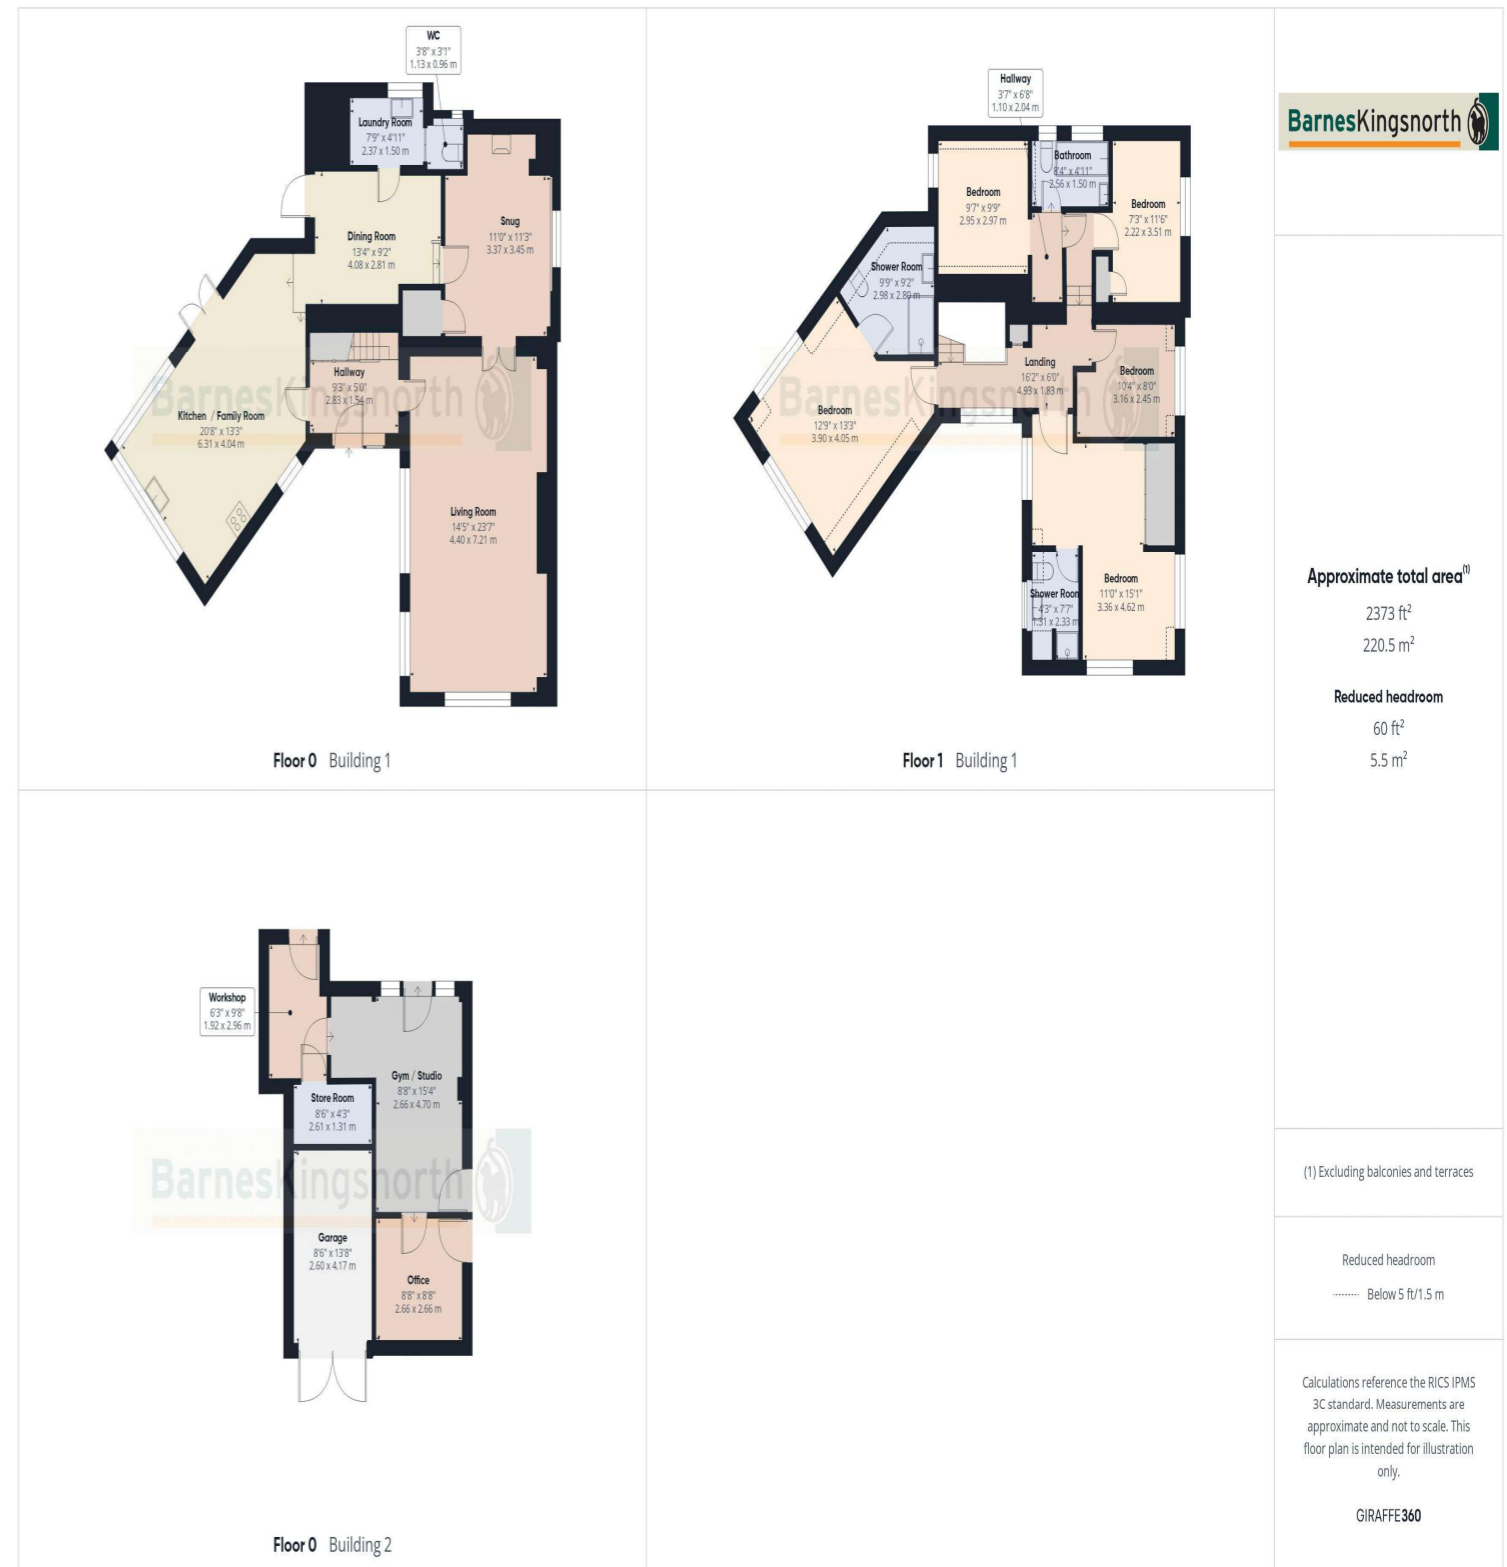 WC
3'8" x 3'1"
1.13 x 0.96 m
Laundry Room
7'9" x 4'11"
2.37 x 1.50 m
Snug
11'0" x 11'3"
3.37 x 3.45 m
Dining Room
13'4" x 9'2"
4.08 x 2.81 m
Hallway
9'3" x 5'0"
2.83 x 1.54 m
Kitchen / Family Room
20'8" x 13'3"
6.31 x 4.04 m
Living Room
14'5" x 23'7"
4.40 x 7.21 m
BarnesKingsnorth
Floor 0 Building 1
Hallway
3'7" x 6'8"
1.10 x 2.04 m
Bathroom
8'4" x 4'11"
2.56 x 1.50 m
Bedroom
9'7" x 9'9"
2.95 x 2.97 m
Bedroom
7'3" x 11'6"
2.22 x 3.51 m
Shower Room
9'9" x 9'2"
2.98 x 2.80 m
Landing
16'2" x 6'0"
4.93 x 1.83 m
Bedroom
10'4" x 8'0"
3.16 x 2.45 m
Bedroom
12'9" x 13'3"
3.90 x 4.05 m
BarnesKingsnorth
Shower Room
4'3" x 7'7"
1.31 x 2.33 m
Bedroom
11'0" x 15'1"
3.36 x 4.62 m
Floor 1 Building 1
Workshop
6'3" x 9'8"
1.92 x 2.96 m
Gym / Studio
8'8" x 15'4"
2.66 x 4.70 m
Store Room
8'6" x 4'3"
2.61 x 1.31 m
BarnesKingsnorth
Garage
8'6" x 13'8"
2.60 x 4.17 m
Office
8'8" x 8'8"
2.66 x 2.66 m
Floor 0 Building 2
BarnesKingsnorth
Approximate total area(1)
2373 ft²
220.5 m²
Reduced headroom
60 ft²
5.5 m²
(1) Excluding balconies and terraces
Reduced headroom
Below 5 ft/1.5 m
Calculations reference the RICS IPMS
3C standard. Measurements are
approximate and not to scale. This
floor plan is intended for illustration
only.
GIRAFFE360